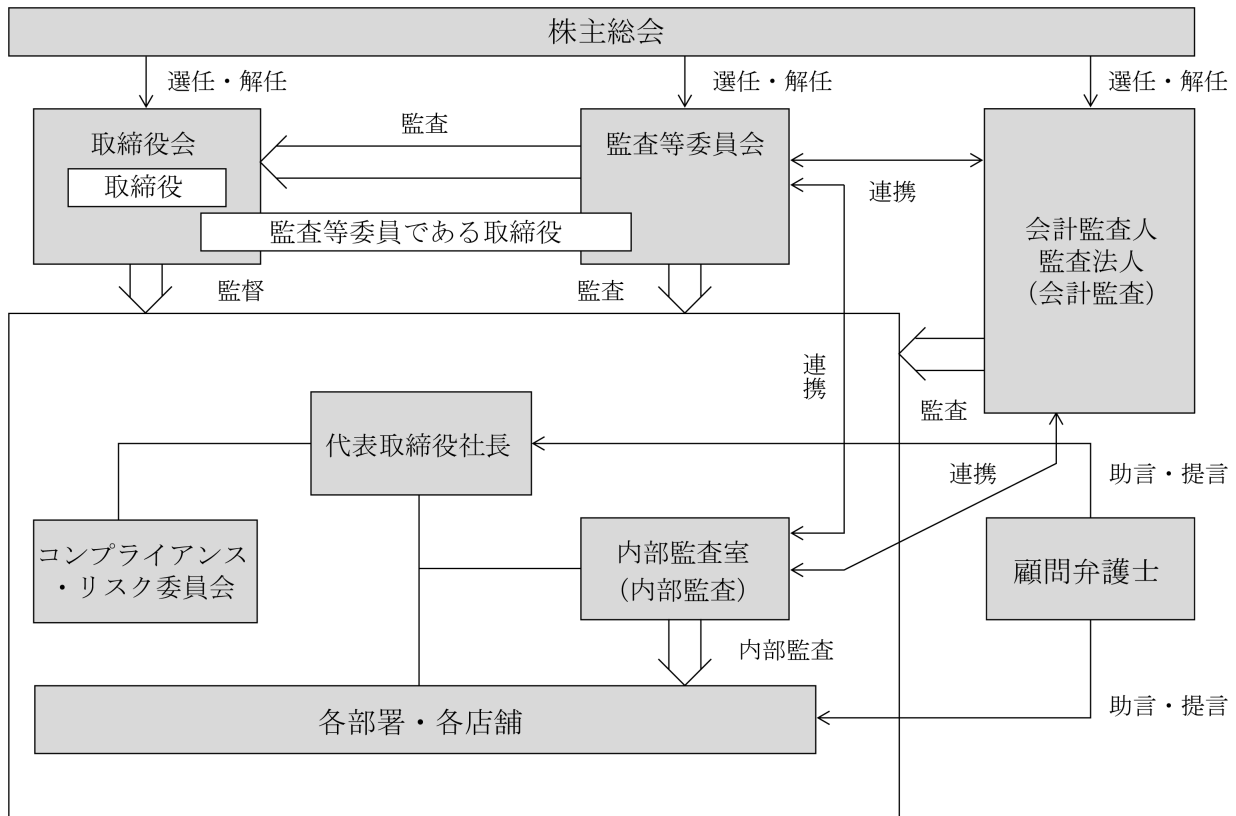 株主総会
選任・解任
選任・解任
選任・解任
取締役会
取締役
監査
監査等委員会
監査等委員である取締役
連携
会計監査人
監査法人
（会計監査）
監督
監査
連携
監査
代表取締役社長
連携
助言・提言
コンプライアンス
・リスク委員会
内部監査室
（内部監査）
顧問弁護士
内部監査
各部署・各店舗
助言・提言